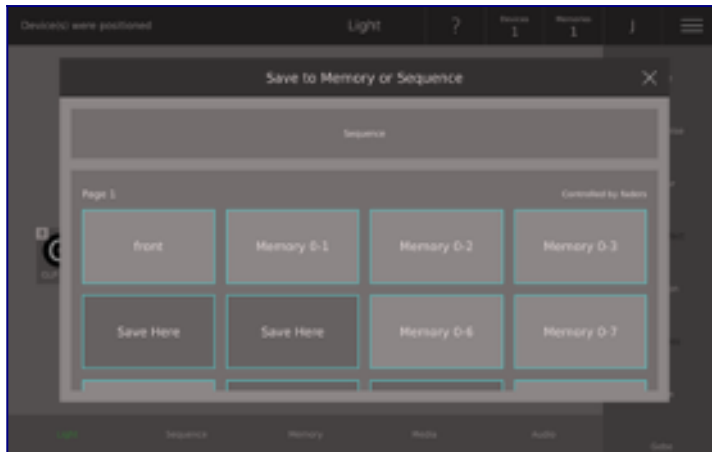 Device(s) were positioned
Light
?
Devices
1
Memories
1
J
Save to Memory or Sequence
Sequence
Page 1
Controlled by faders
front
Memory 0-1
Memory 0-2
Memory 0-3
Save Here
Save Here
Memory 0-6
Memory 0-7
Light
Sequence
Memory
Media
Audio
Gobo